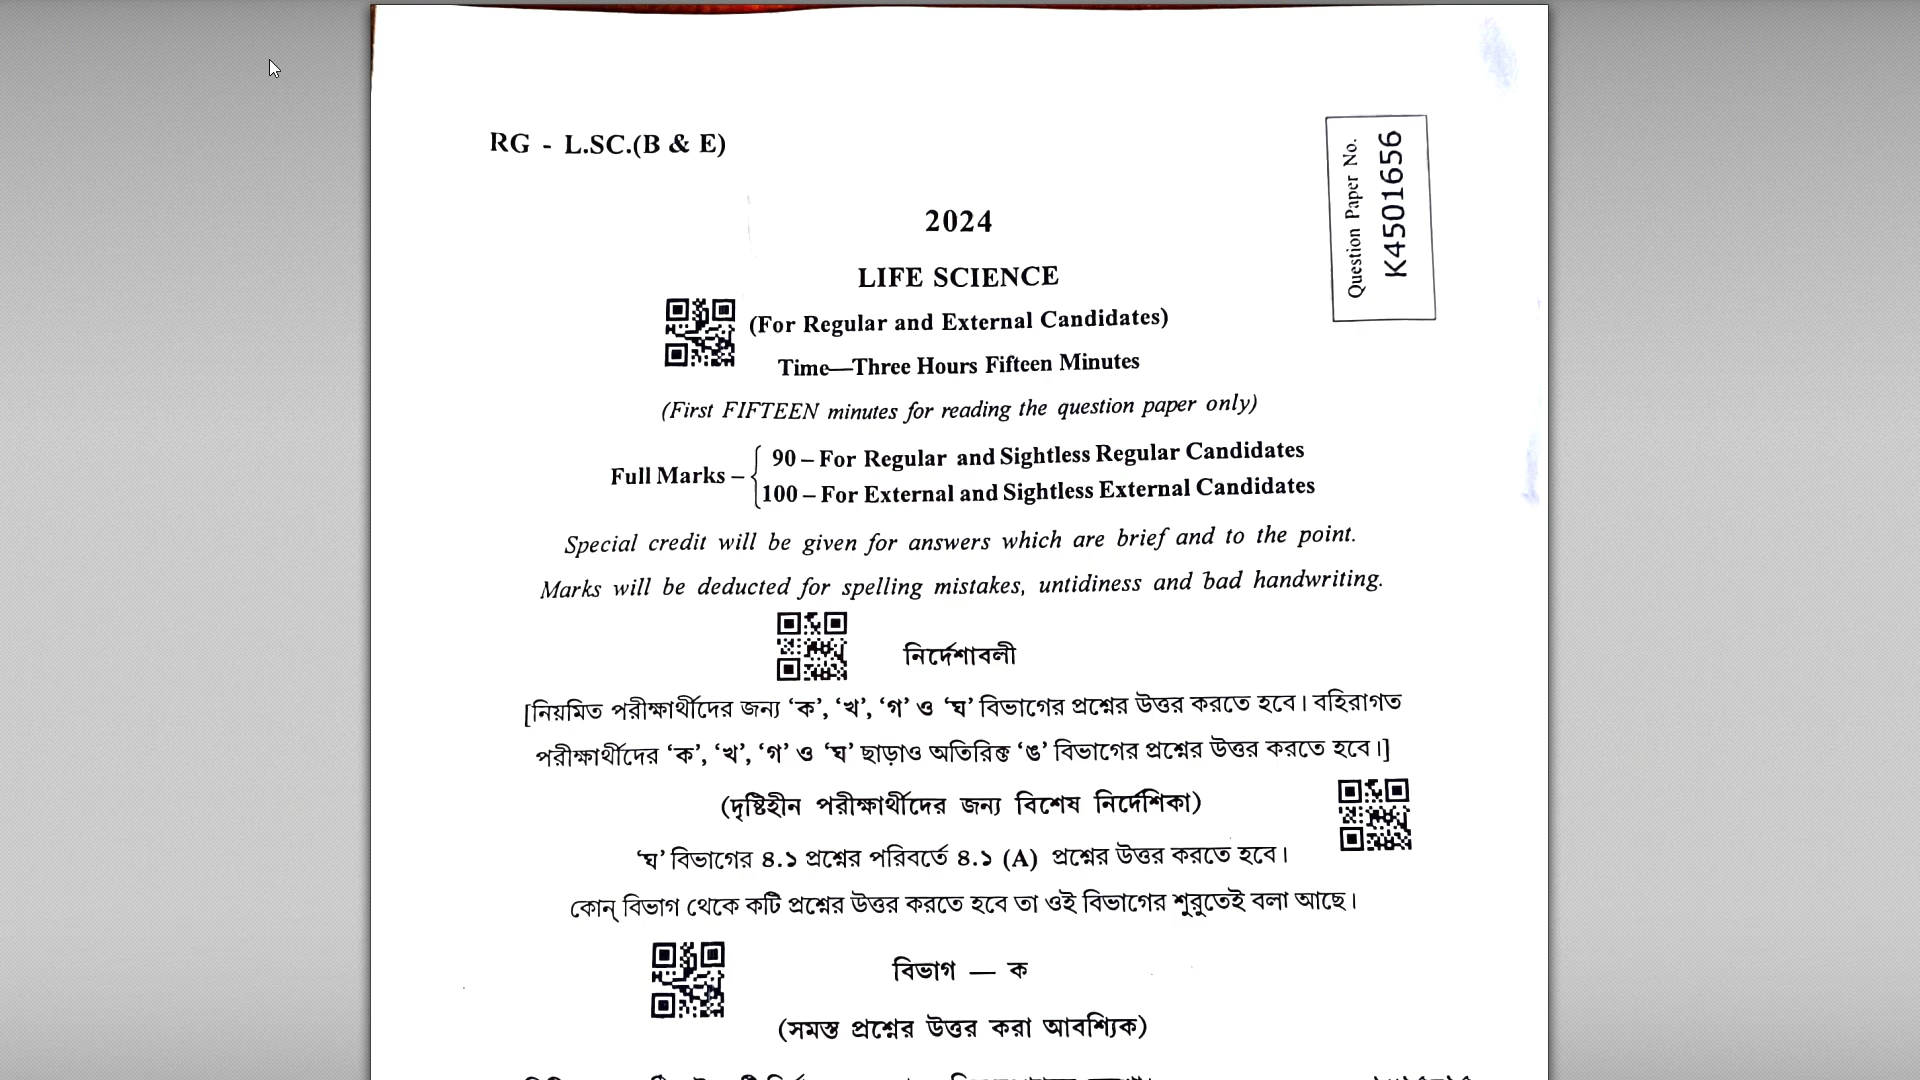 RG - L.SC.(B & E)
Question Paper No.
K4501656
2024
LIFE SCIENCE
(For Regular and External Candidates)
Time—Three Hours Fifteen Minutes
(First FIFTEEN minutes for reading the question paper only)
Full Marks – { 90 – For Regular and Sightless Regular Candidates
100 – For External and Sightless External Candidates
Special credit will be given for answers which are brief and to the point.
Marks will be deducted for spelling mistakes, untidiness and bad handwriting.
নির্দেশাবলী
[নিয়মিত পরীক্ষার্থীদের জন্য ‘ক’, ‘খ’, ‘গ’ ও ‘ঘ’ বিভাগের প্রশ্নের উত্তর করতে হবে। বহিরাগত
পরীক্ষার্থীদের ‘ক’, ‘খ’, ‘গ’ ও ‘ঘ’ ছাড়াও অতিরিক্ত ‘ঙ’ বিভাগের প্রশ্নের উত্তর করতে হবে।]
(দৃষ্টিহীন পরীক্ষার্থীদের জন্য বিশেষ নির্দেশিকা)
‘ঘ’ বিভাগের ৪.১ প্রশ্নের পরিবর্তে ৪.১ (A) প্রশ্নের উত্তর করতে হবে।
কোন্ বিভাগ থেকে কটি প্রশ্নের উত্তর করতে হবে তা ওই বিভাগের শুরুতেই বলা আছে।
বিভাগ — ক
(সমস্ত প্রশ্নের উত্তর করা আবশ্যিক)